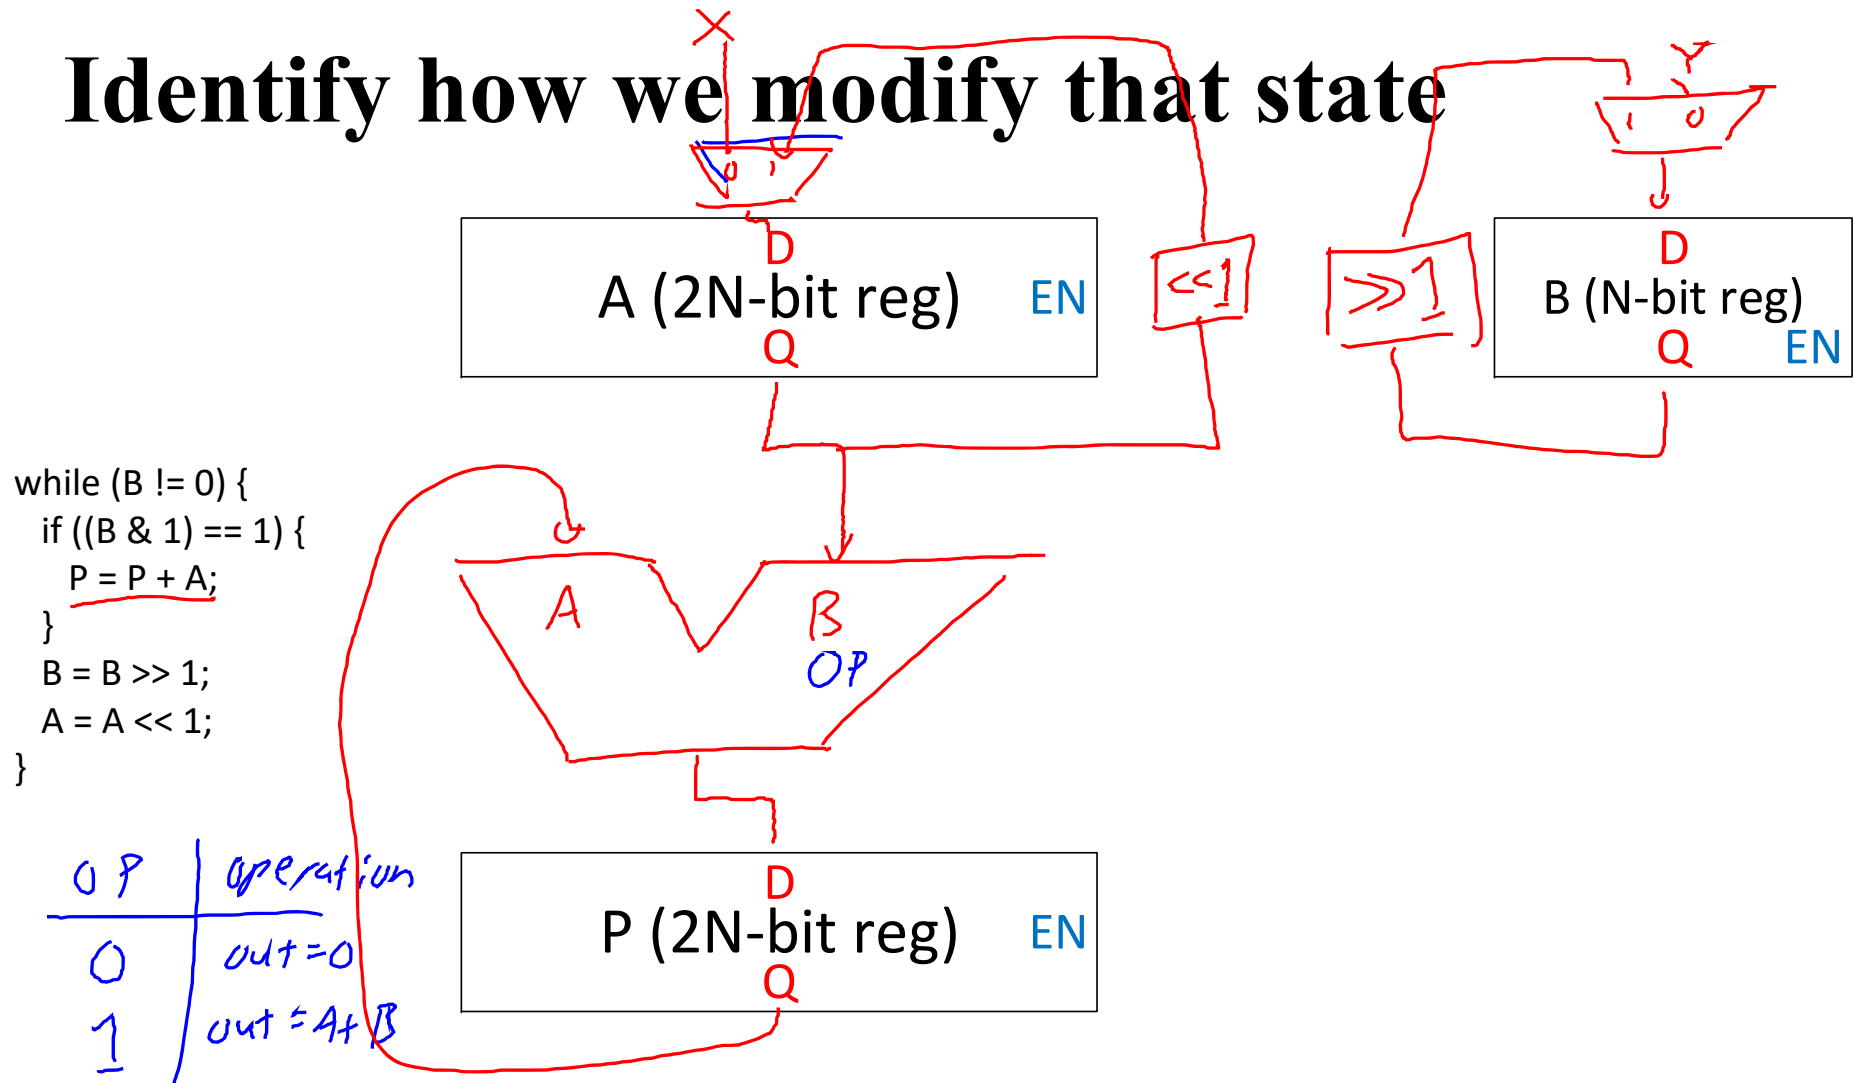 X
Y
Identify how we modify that state
0 1
1 0
D
A (2N-bit reg) EN
Q
<<1
>>1
D
B (N-bit reg)
Q EN
while (B != 0) {
if ((B & 1) == 1) {
P = P + A;
}
B = B >> 1;
A = A << 1;
}
A B
OP
OP operation
0 out=0
1 out=A+B
D
P (2N-bit reg) EN
Q